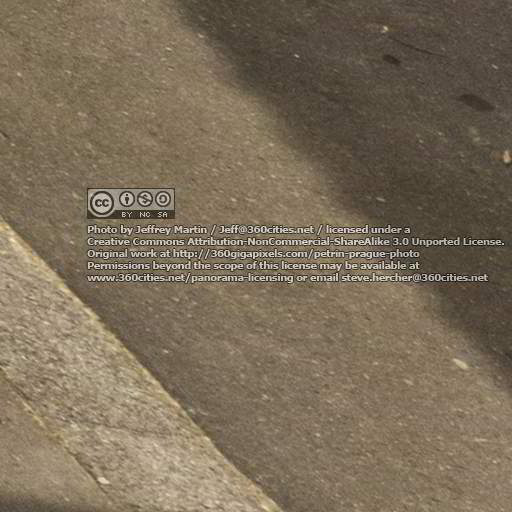 cc
BY NC SA
Photo by Jeffrey Martin / Jeff@360cities.net / licensed under a
Creative Commons Attribution-NonCommercial-ShareAlike 3.0 Unported License.
Original work at http://360gigapixels.com/petrin-prague-photo
Permissions beyond the scope of this license may be available at
www.360cities.net/panorama-licensing or email steve.hercher@360cities.net